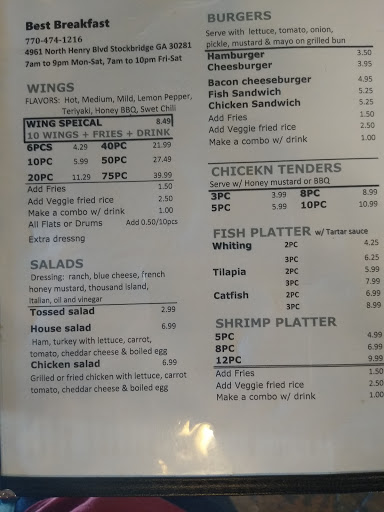 Best Breakfast
770-474-1216
4961 North Henry Blvd Stockbridge GA 30281
7am to 9pm Mon-Sat, 7am to 10pm Fri-Sat
WINGS
FLAVORS: Hot, Medium, Mild, Lemon Pepper,
Teriyaki, Honey BBQ, Swet Chili
WING SPEICAL 8.49
10 WINGS + FRIES + DRINK
6PCS 4.29 40PC 21.99
10PC 5.99 50PC 27.49
20PC 11.29 75PC 39.99
Add Fries 1.50
Add Veggie fried rice 2.50
Make a combo w/ drink 1.00
All Flats or Drums Add 0.50/10pcs
Extra dressng
SALADS
Dressing: ranch, blue cheese, french
honey mustard, thousand island,
italian, oil and vinegar
Tossed salad 2.99
House salad 6.99
Ham, turkey with lettuce, carrot,
tomato, cheddar cheese & boiled egg
Chicken salad 6.99
Grilled or fried chicken with lettuce, carrot
tomato, cheddar cheese & boiled egg
BURGERS
Serve with lettuce, tomato, onion,
pickle, mustard & mayo on grilled bun
Hamburger 3.50
Cheesburger 3.95
Bacon cheeseburger 4.95
Fish Sandwich 5.25
Chicken Sandwich 5.25
Add Fries 1.50
Add Veggie fried rice 2.50
Make a combo w/ drink 1.00
CHICEKN TENDERS
Serve w/ Honey mustard or BBQ
3PC 3.99 8PC 8.99
5PC 5.99 10PC 10.99
FISH PLATTER w/ Tartar sauce
Whiting 2PC 4.25
3PC 6.25
Tilapia 2PC 5.99
3PC 7.99
Catfish 2PC 6.99
3PC 8.99
SHRIMP PLATTER
5PC 4.99
8PC 6.99
12PC 9.99
Add Fries 1.50
Add Veggie fried rice 2.50
Make a combo w/ drink 1.00